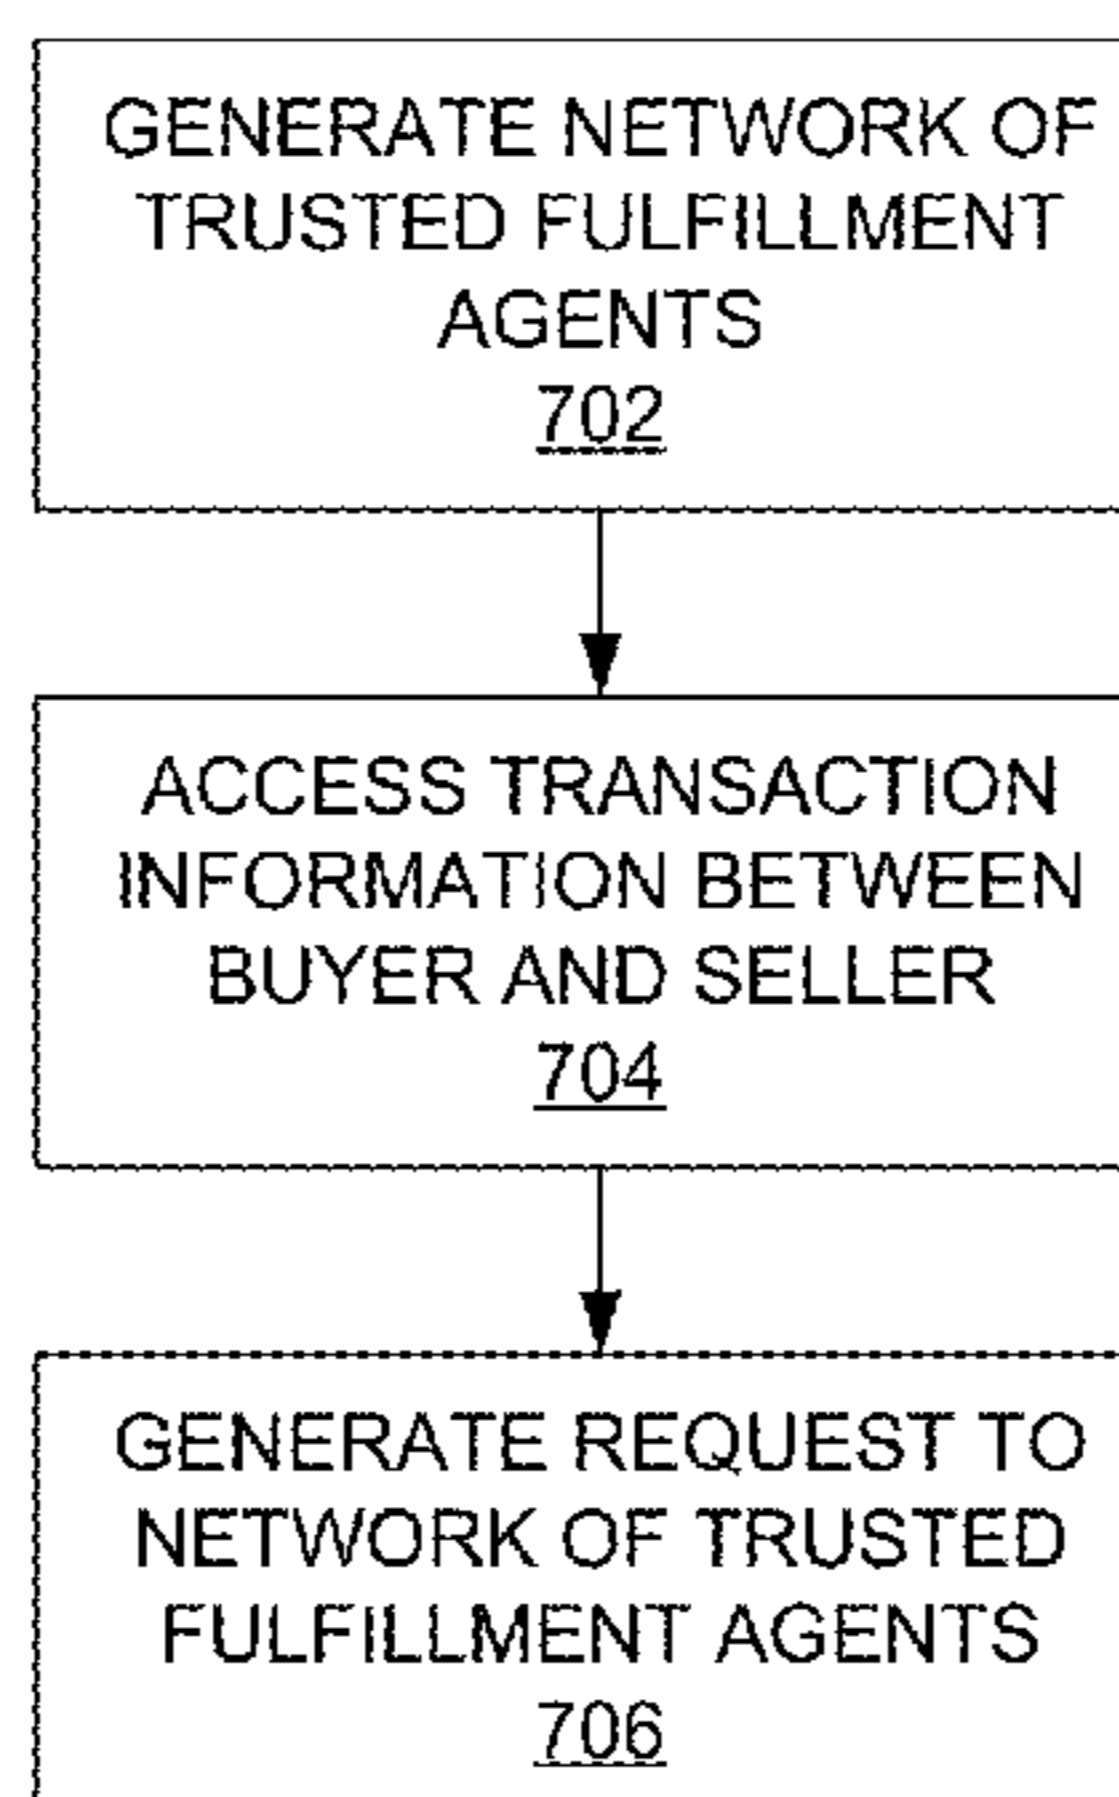 GENERATE NETWORK OF
TRUSTED FULFILLMENT
AGENTS
702
ACCESS TRANSACTION
INFORMATION BETWEEN
BUYER AND SELLER
704
GENERATE REQUEST TO
NETWORK OF TRUSTED
FULFILLMENT AGENTS
706